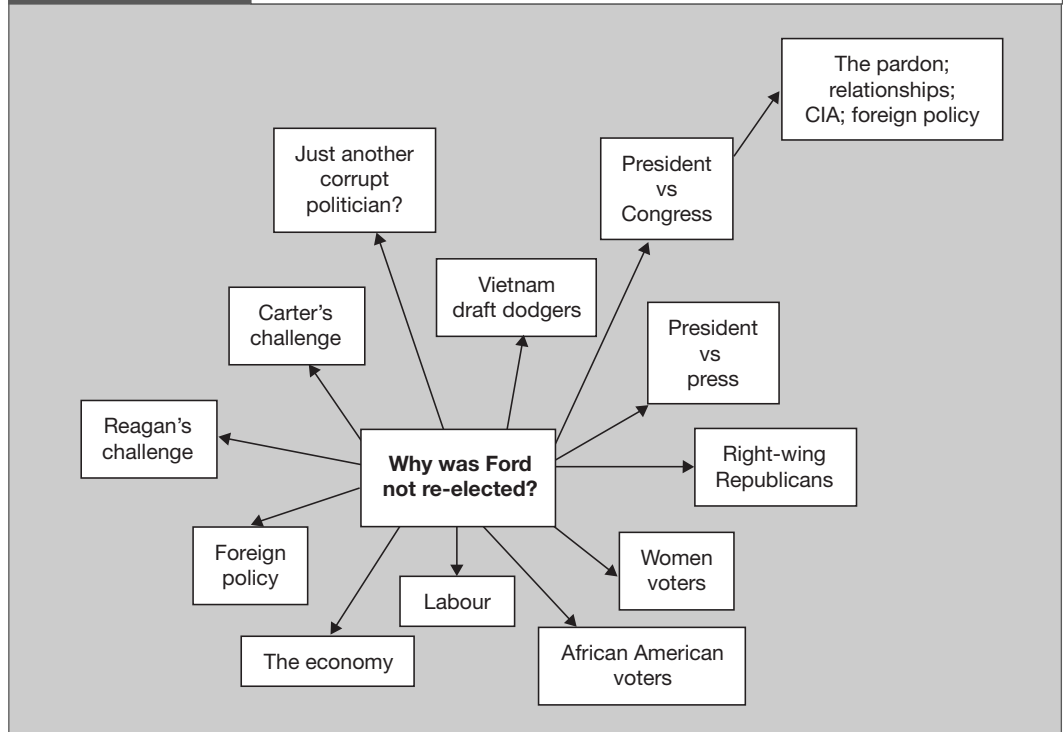 The pardon;
relationships;
CIA; foreign policy
Just another
corrupt
politician?
President
vs
Congress
Vietnam
draft dodgers
Carter's
challenge
President
vs
press
Reagan's
challenge
Why was Ford
not re-elected?
Right-wing
Republicans
Foreign
policy
Women
voters
Labour
The economy
African American
voters